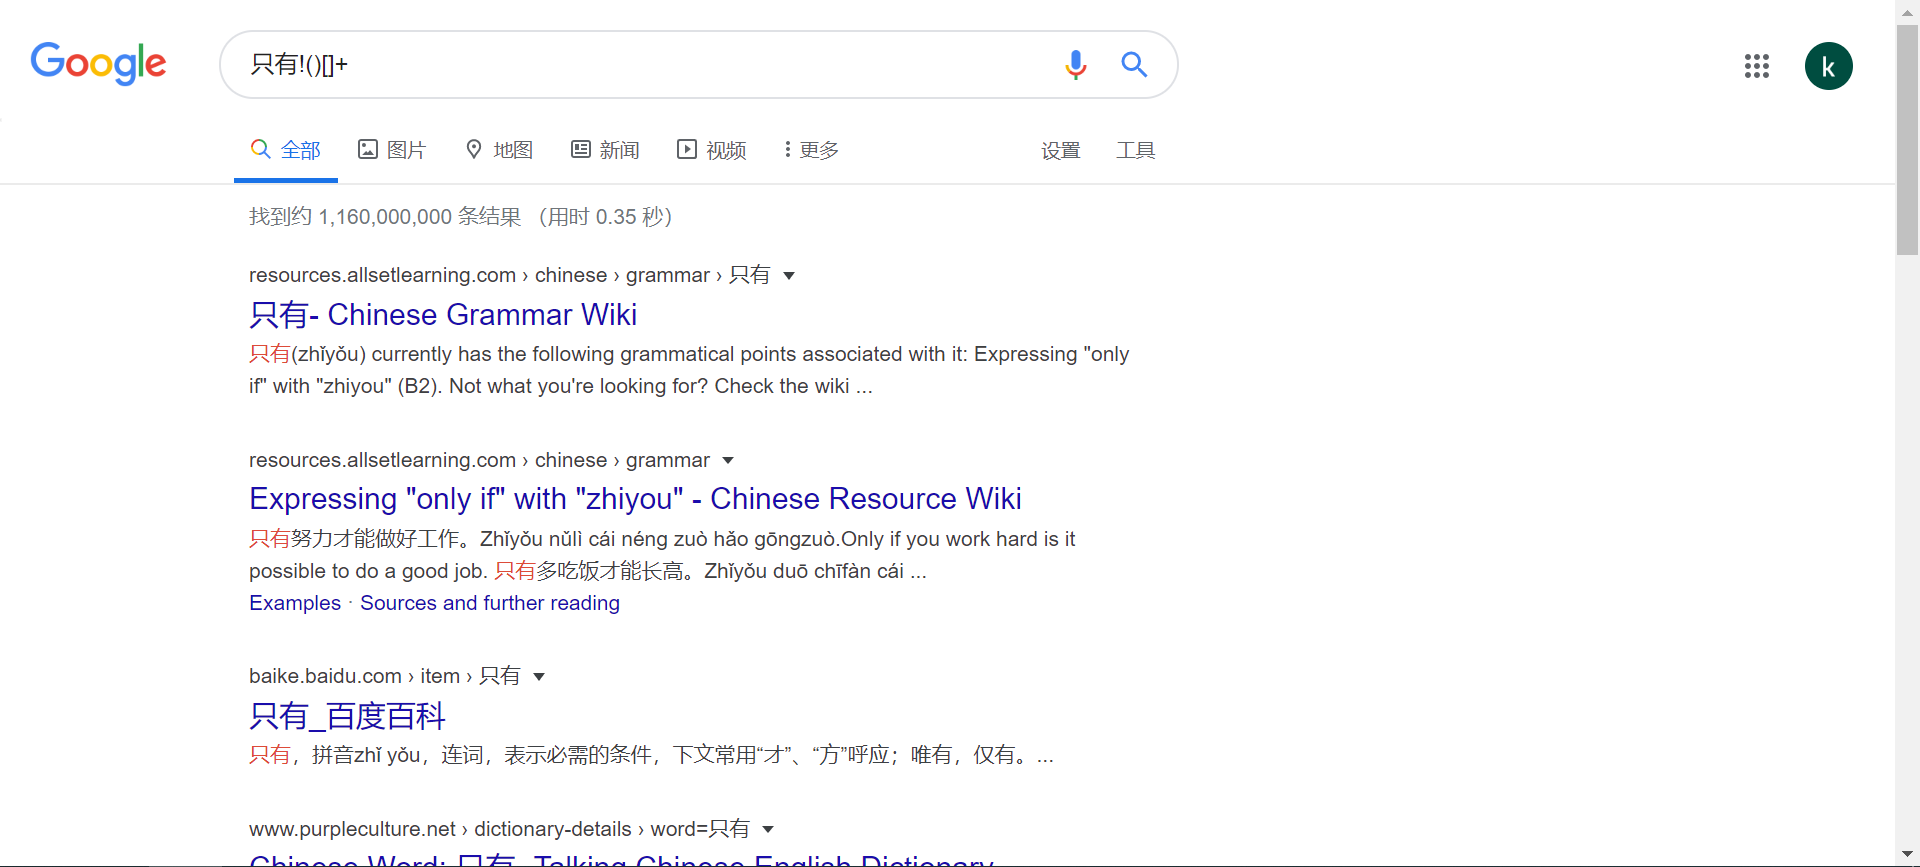 Google
只有!()[]+
k
全部 图片 地图 新闻 视频 更多 设置 工具
找到约 1,160,000,000 条结果 （用时 0.35 秒）
resources.allsetlearning.com › chinese › grammar › 只有
只有- Chinese Grammar Wiki
只有(zhǐyǒu) currently has the following grammatical points associated with it: Expressing "only
if" with "zhiyou" (B2). Not what you're looking for? Check the wiki ...
resources.allsetlearning.com › chinese › grammar
Expressing "only if" with "zhiyou" - Chinese Resource Wiki
只有努力才能做好工作。Zhǐyǒu nǔlì cái néng zuò hǎo gōngzuò.Only if you work hard is it
possible to do a good job. 只有多吃饭才能长高。Zhǐyǒu duō chīfàn cái ...
Examples · Sources and further reading
baike.baidu.com › item › 只有
只有_百度百科
只有，拼音zhǐ yǒu，连词，表示必需的条件，下文常用“才”、“方”呼应；唯有，仅有。...
www.purpleculture.net › dictionary-details › word=只有
Chinese Word: 只有- Talking Chinese English Dictionary